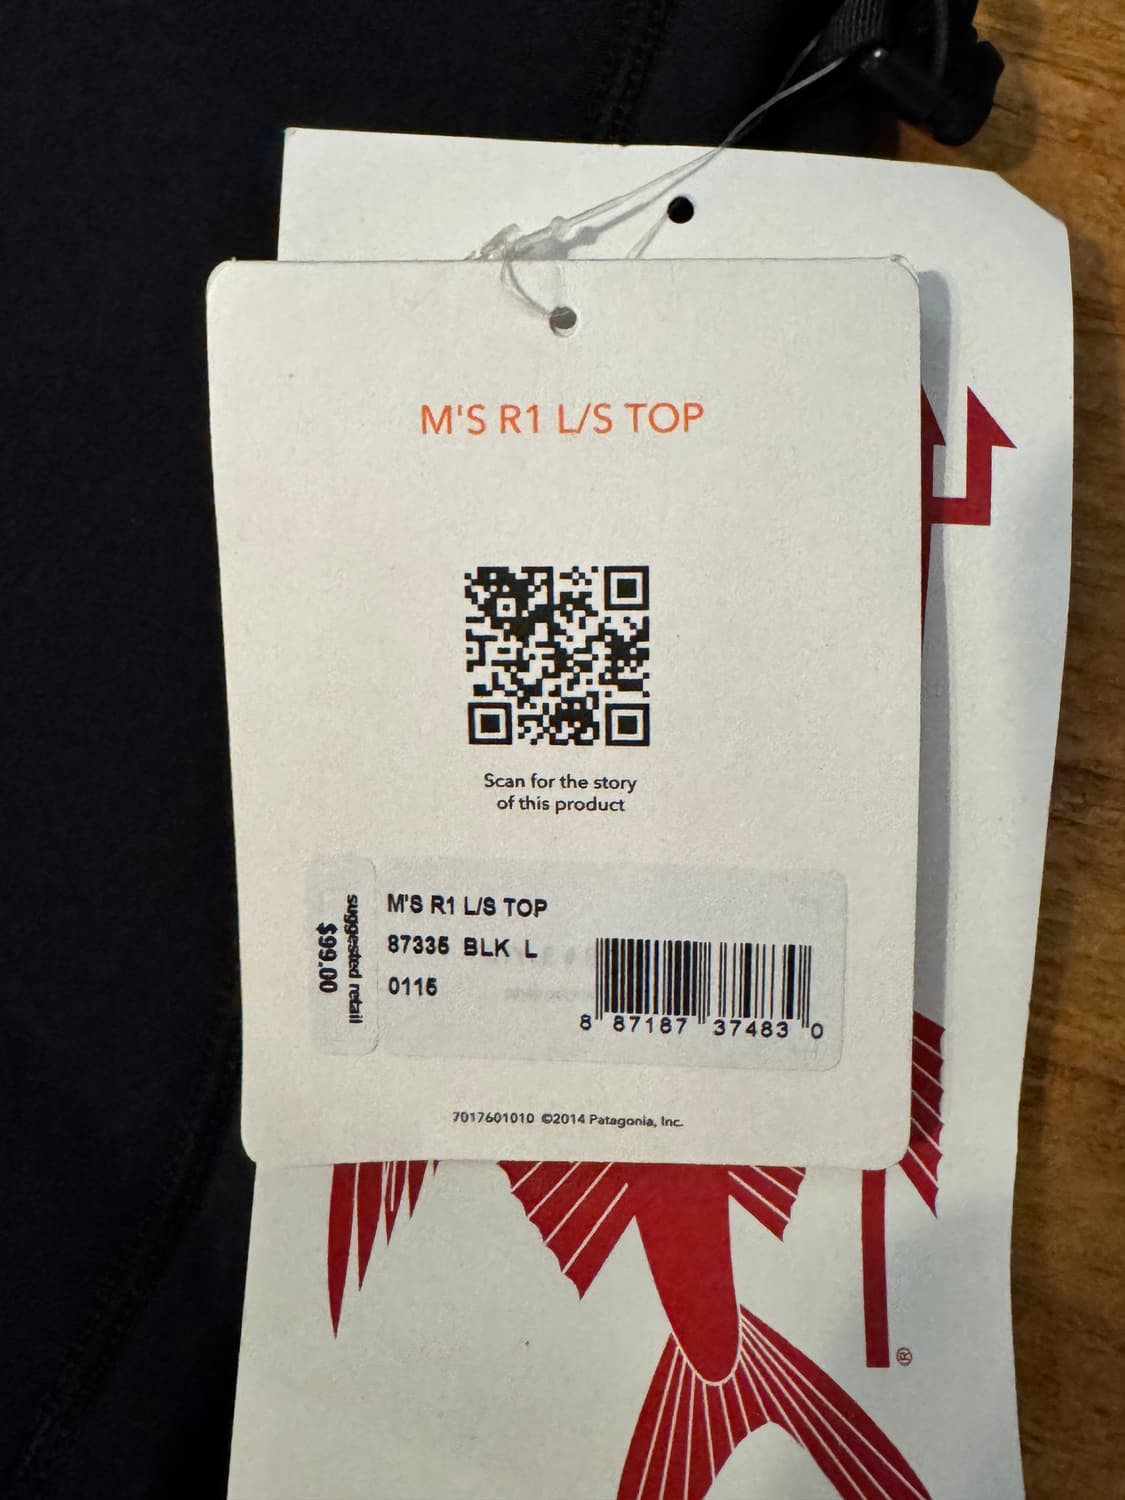 M'S R1 L/S TOP
Scan for the story
of this product
suggested retail
$99.00
M'S R1 L/S TOP
87335 BLK L
0115
8 87187 37483 0
7017601010 ©2014 Patagonia, Inc.
®